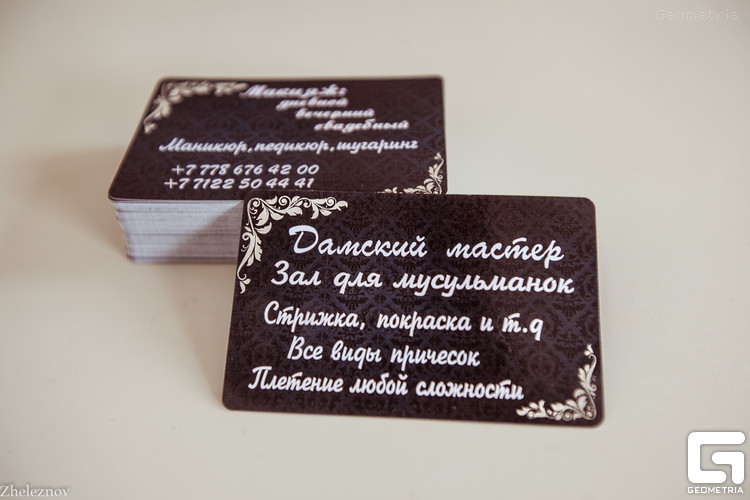 Geometria
Макияж:
дневной
вечерний
свадебный
Маникюр, педикюр, шугаринг
+7 778 676 42 00
+7 7122 50 44 41
Дамский мастер
Зал для мусульманок
Стрижка, покраска и т.д
Все виды причесок
Плетение любой сложности
Zheleznov
GEOMETRIA